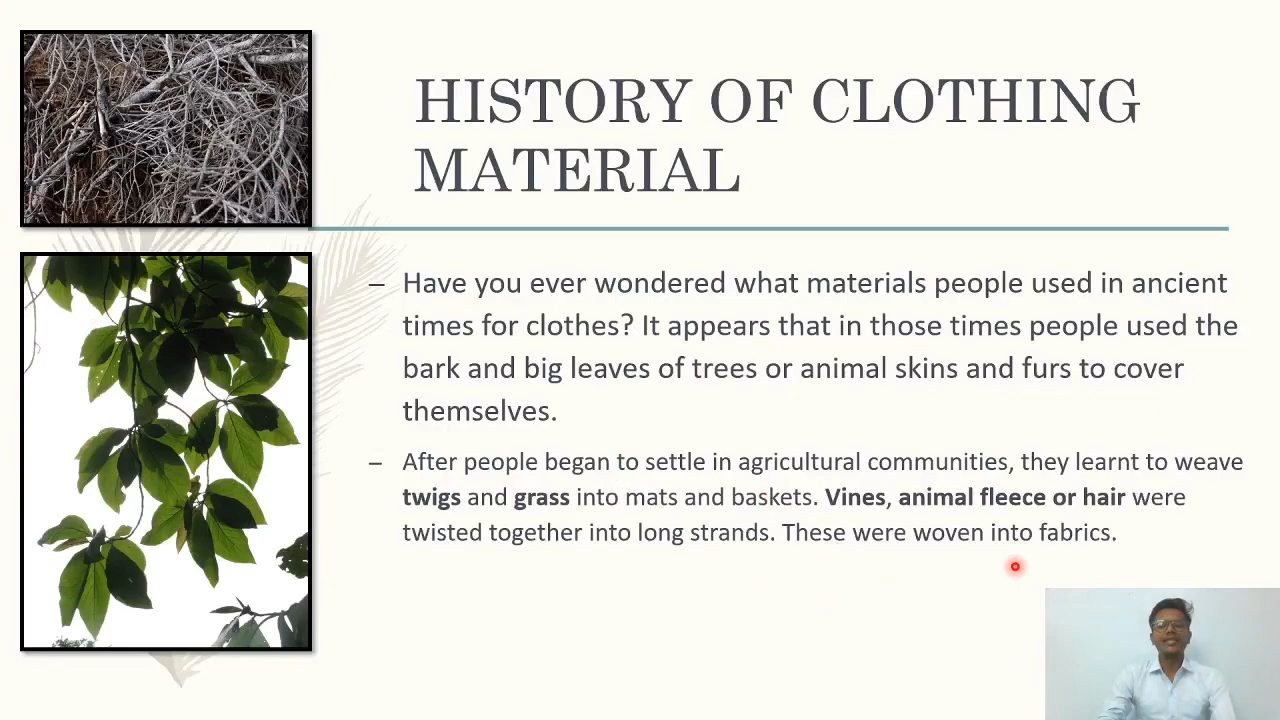 HISTORY OF CLOTHING
MATERIAL
– Have you ever wondered what materials people used in ancient
times for clothes? It appears that in those times people used the
bark and big leaves of trees or animal skins and furs to cover
themselves.
– After people began to settle in agricultural communities, they learnt to weave
twigs and grass into mats and baskets. Vines, animal fleece or hair were
twisted together into long strands. These were woven into fabrics.